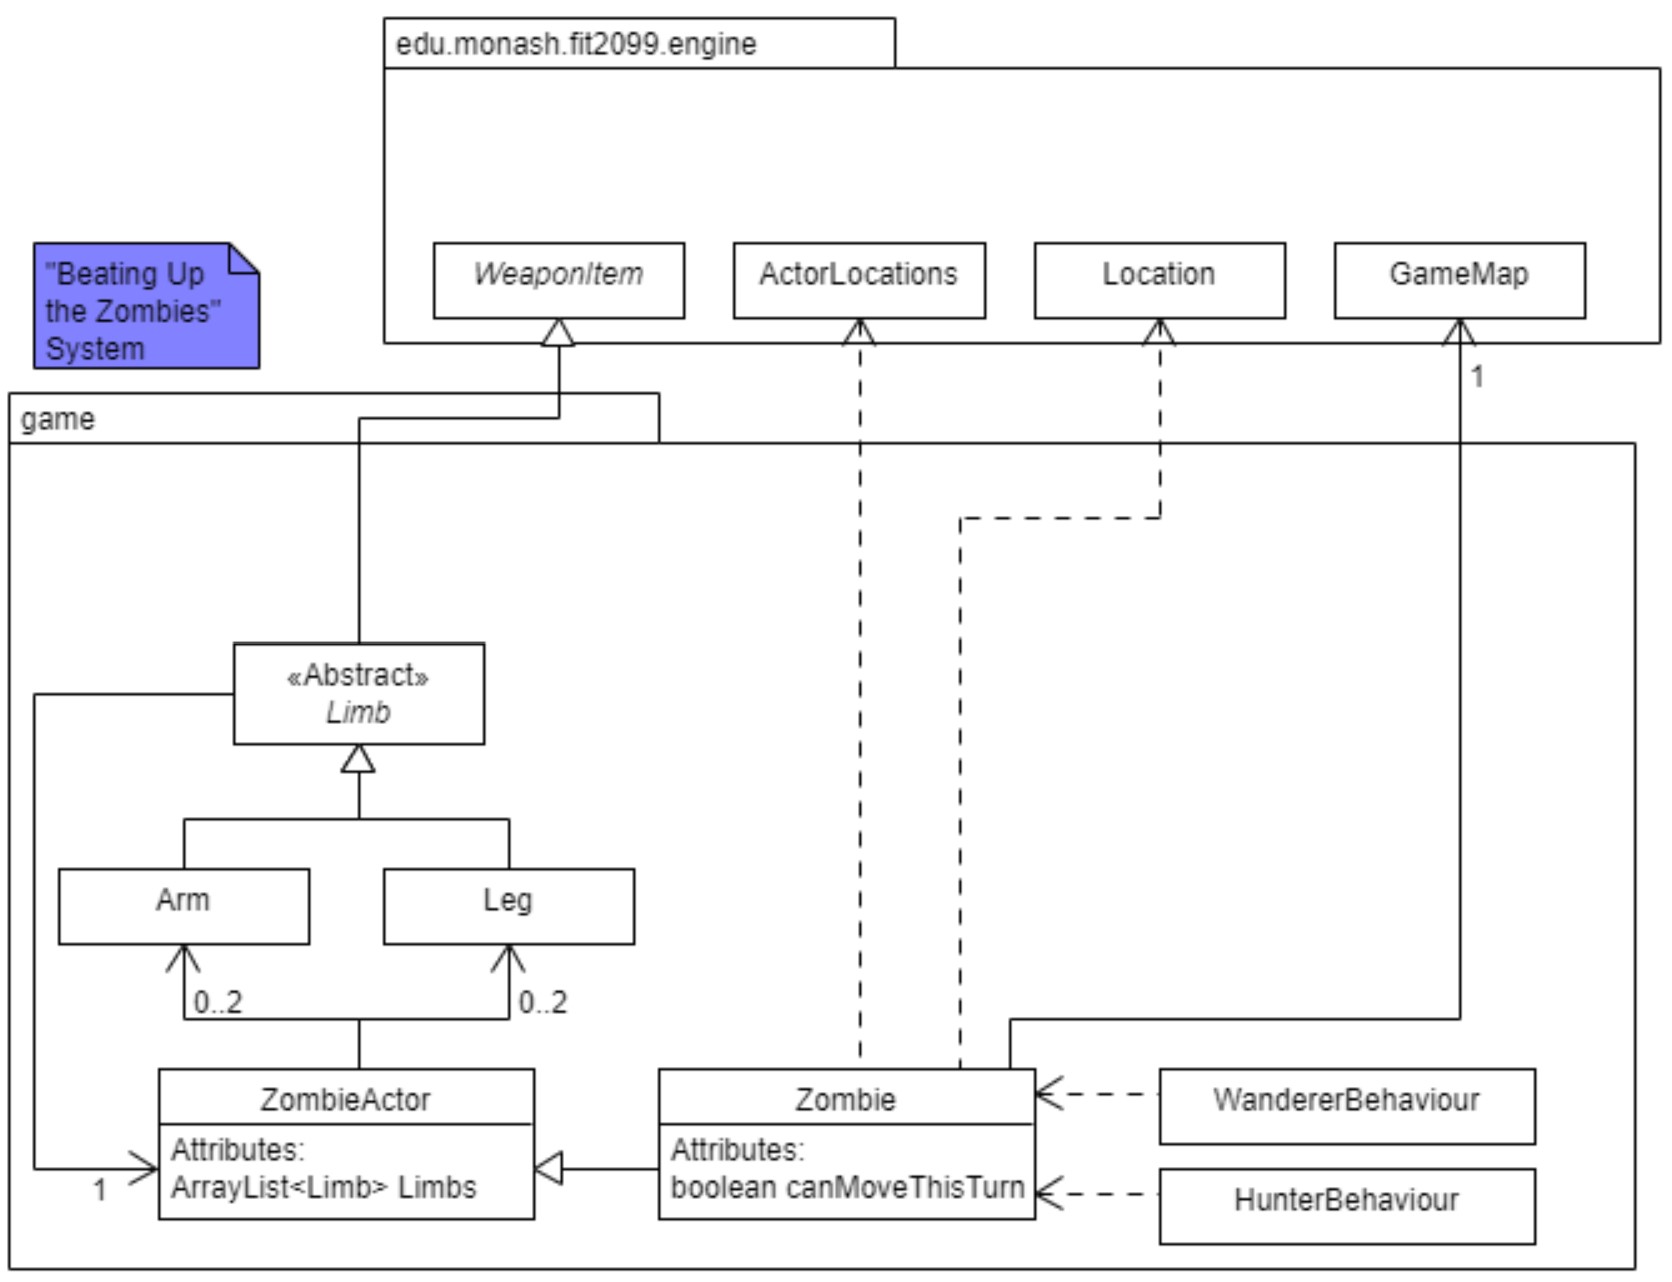 edu.monash.fit2099.engine
"Beating Up
the Zombies"
System
WeaponItem
ActorLocations
Location
GameMap
1
game
«Abstract»
Limb
Arm
Leg
0..2
0..2
ZombieActor
Attributes:
ArrayList<Limb> Limbs
1
Zombie
Attributes:
boolean canMoveThisTurn
WandererBehaviour
HunterBehaviour